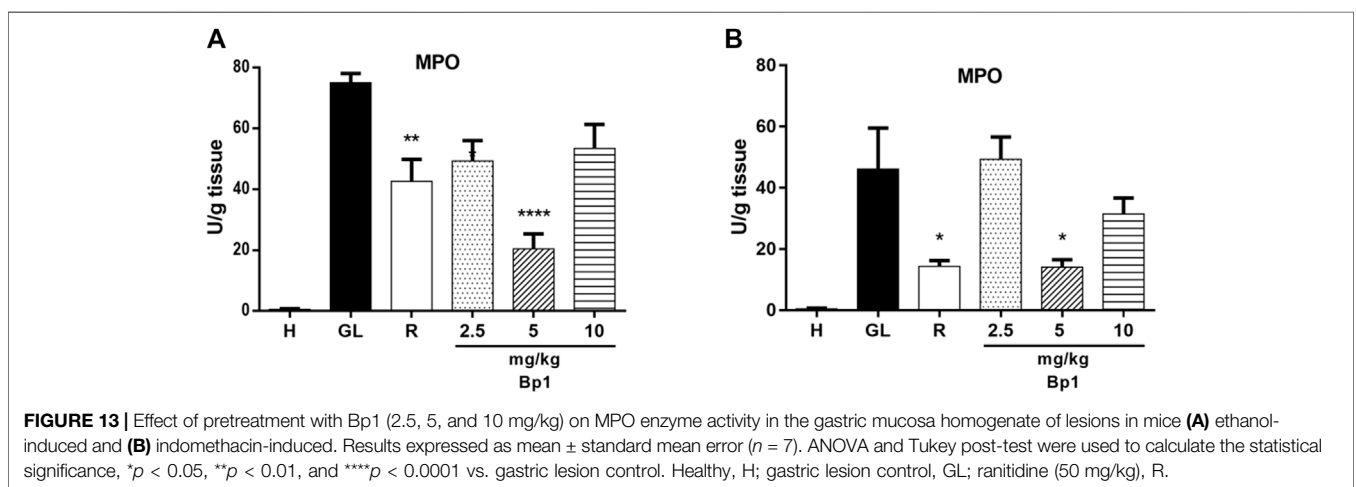 A
MPO
80
60
40
20
0
U/g tissue
**
****
H GL R 2.5 5 10
mg/kg
Bp1
B
MPO
80
60
40
20
0
U/g tissue
*
*
H GL R 2.5 5 10
mg/kg
Bp1
FIGURE 13 | Effect of pretreatment with Bp1 (2.5, 5, and 10 mg/kg) on MPO enzyme activity in the gastric mucosa homogenate of lesions in mice (A) ethanol-
induced and (B) indomethacin-induced. Results expressed as mean ± standard mean error (n = 7). ANOVA and Tukey post-test were used to calculate the statistical
significance, *p < 0.05, **p < 0.01, and ****p < 0.0001 vs. gastric lesion control. Healthy, H; gastric lesion control, GL; ranitidine (50 mg/kg), R.